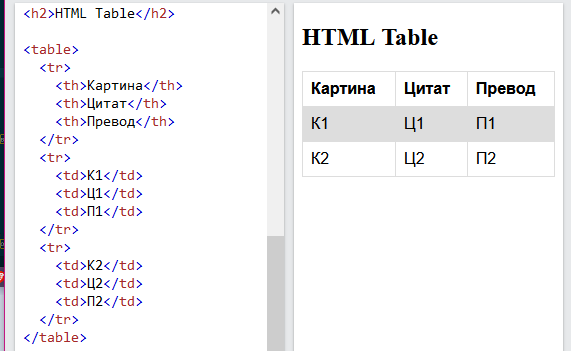 <h2>HTML Table</h2>
<table>
<tr>
<th>Картина</th>
<th>Цитат</th>
<th>Превод</th>
</tr>
<tr>
<td>К1</td>
<td>Ц1</td>
<td>П1</td>
</tr>
<tr>
<td>К2</td>
<td>Ц2</td>
<td>П2</td>
</tr>
</table>
HTML Table
Картина Цитат Превод
К1 Ц1 П1
К2 Ц2 П2